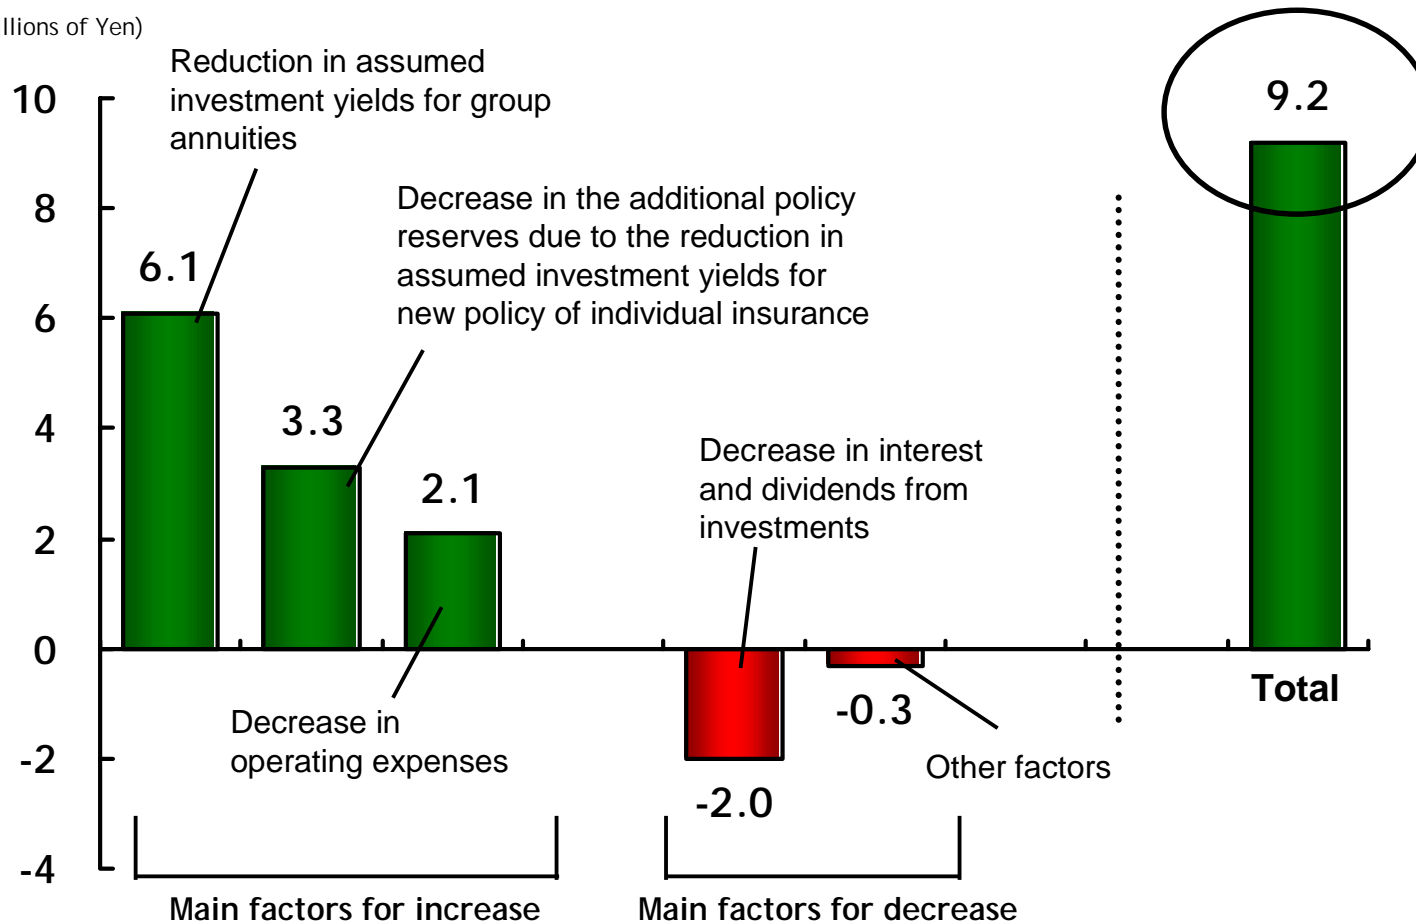 llions of Yen)
Reduction in assumed
investment yields for group
annuities
10
9.2
Decrease in the additional policy
reserves due to the reduction in
assumed investment yields for
new policy of individual insurance
8
6.1
6
4
3.3
Decrease in interest
and dividends from
investments
2.1
2
0
Total
-0.3
Decrease in
operating expenses
Other factors
-2
-2.0
-4
Main factors for increase
Main factors for decrease